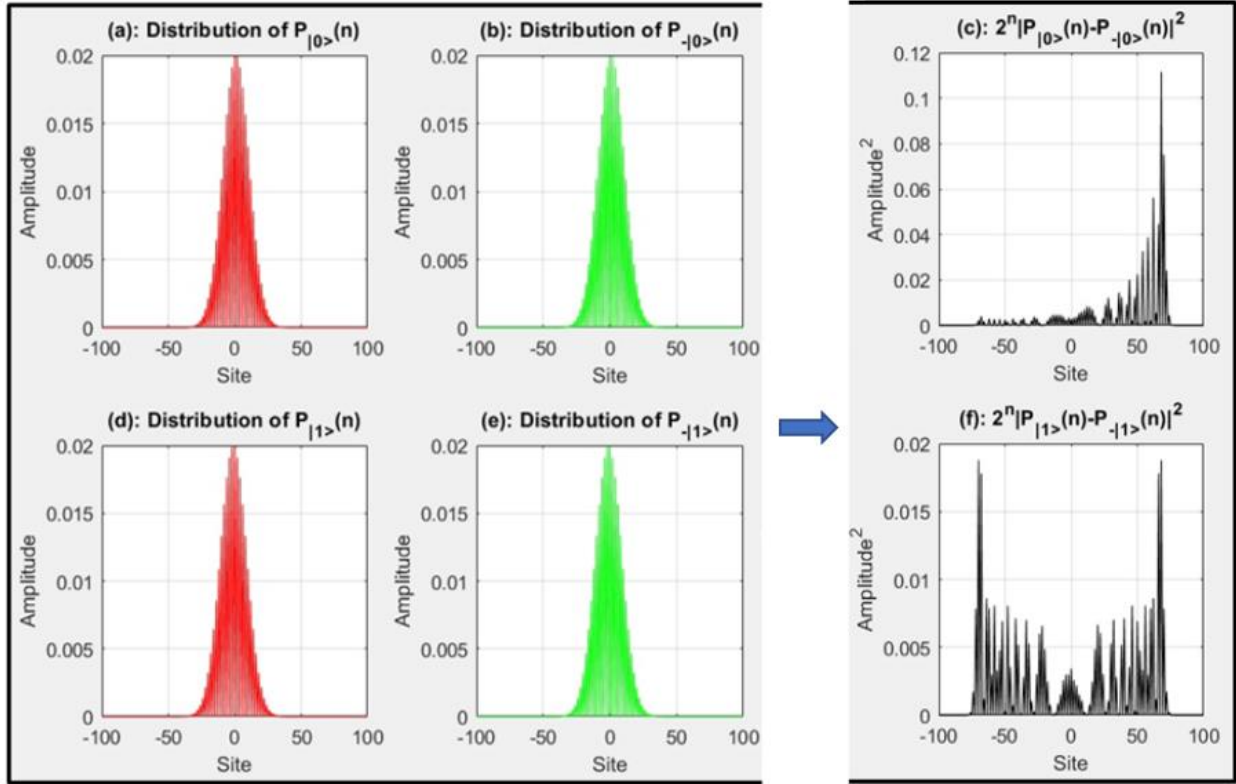 (a): Distribution of P|0>(n)
0.02
0.015
0.01
0.005
0
Amplitude
-100 -50 0 50 100
Site
(b): Distribution of P-|0>(n)
0.02
0.015
0.01
0.005
0
Amplitude
-100 -50 0 50 100
Site
(c): 2^n|P|0>(n)-P-|0>(n)|^2
0.12
0.1
0.08
0.06
0.04
0.02
0
Amplitude^2
-100 -50 0 50 100
Site
(d): Distribution of P|1>(n)
0.02
0.015
0.01
0.005
0
Amplitude
-100 -50 0 50 100
Site
(e): Distribution of P-|1>(n)
0.02
0.015
0.01
0.005
0
Amplitude
-100 -50 0 50 100
Site
(f): 2^n|P|1>(n)-P-|1>(n)|^2
0.02
0.015
0.01
0.005
0
Amplitude^2
-100 -50 0 50 100
Site